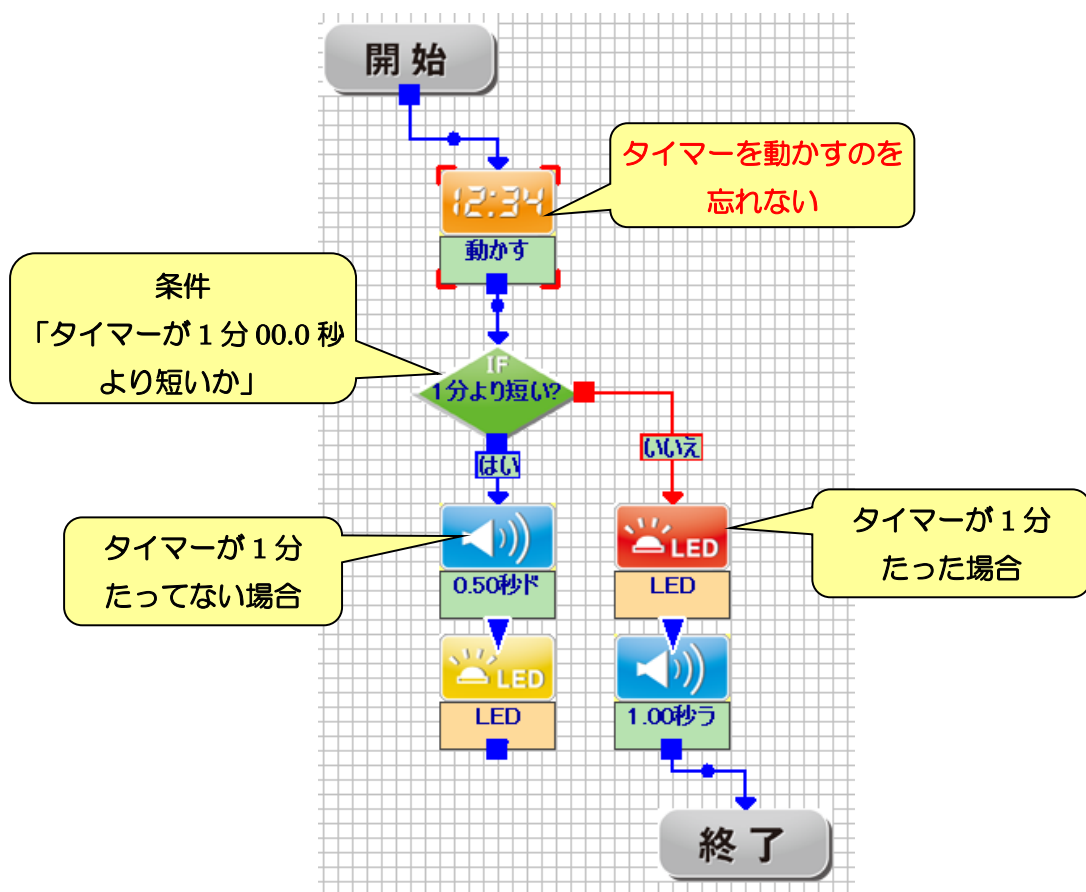 開始
タイマーを動かすのを
忘れない
12:34
動かす
条件
「タイマーが１分 00.0 秒
より短いか」
IF
1分より短い?
はい
いいえ
タイマーが１分
たってない場合
0.50秒ド
LED
LED
タイマーが１分
たった場合
LED
LED
1.00秒ラ
終了